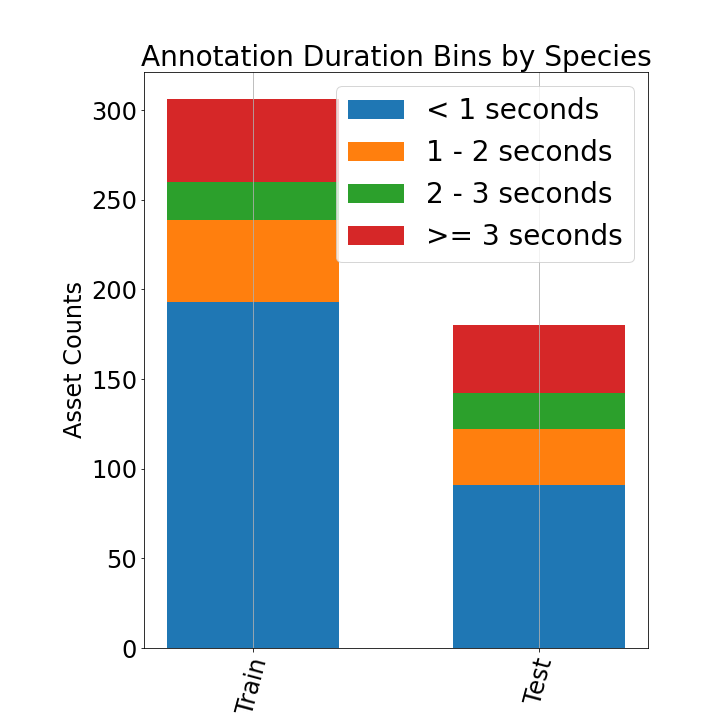 Annotation Duration Bins by Species
< 1 seconds
1 - 2 seconds
2 - 3 seconds
>= 3 seconds
Asset Counts
300
250
200
150
100
50
0
Train
Test